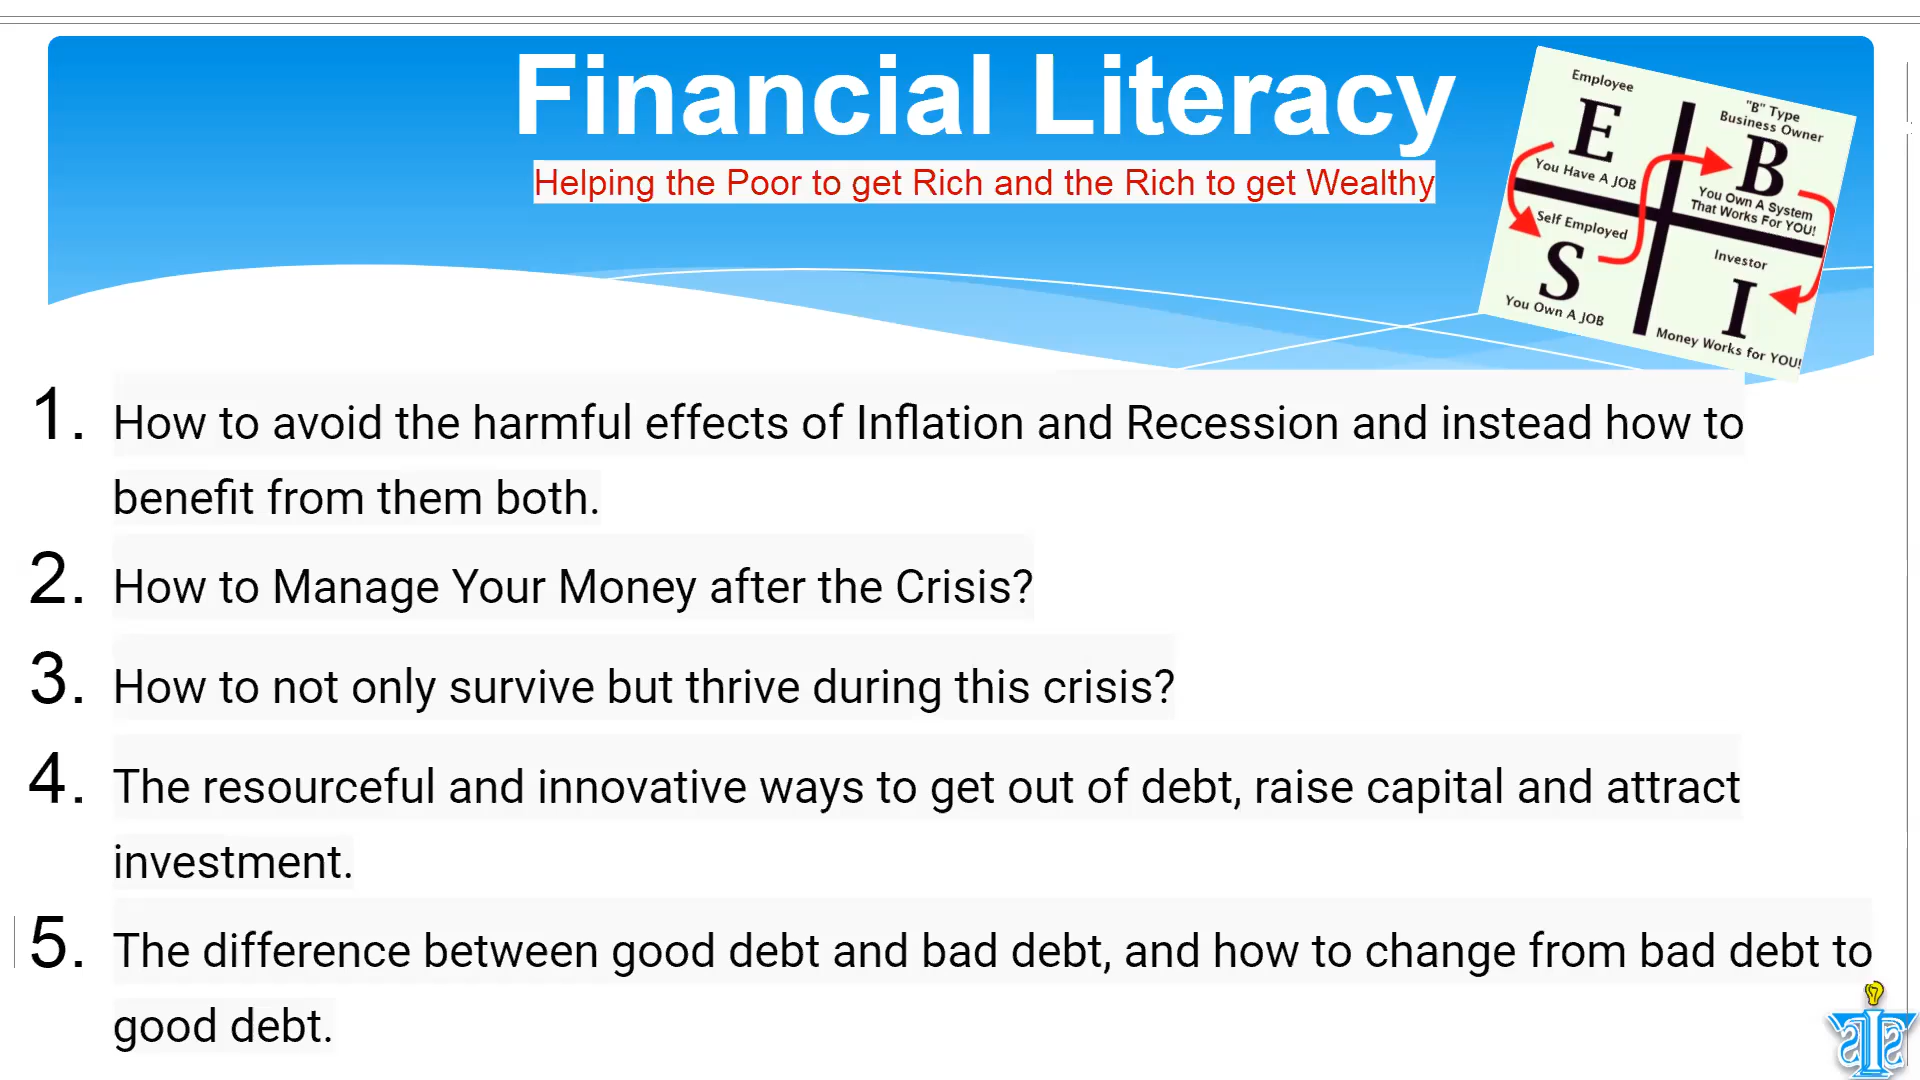 Financial Literacy
Helping the Poor to get Rich and the Rich to get Wealthy
Employee
E
You Have A JOB
"B" Type
Business Owner
B
You Own A System
That Works For YOU!
Self Employed
S
You Own A JOB
Investor
I
Money Works for YOU!
1. How to avoid the harmful effects of Inflation and Recession and instead how to
benefit from them both.
2. How to Manage Your Money after the Crisis?
3. How to not only survive but thrive during this crisis?
4. The resourceful and innovative ways to get out of debt, raise capital and attract
investment.
5. The difference between good debt and bad debt, and how to change from bad debt to
good debt.